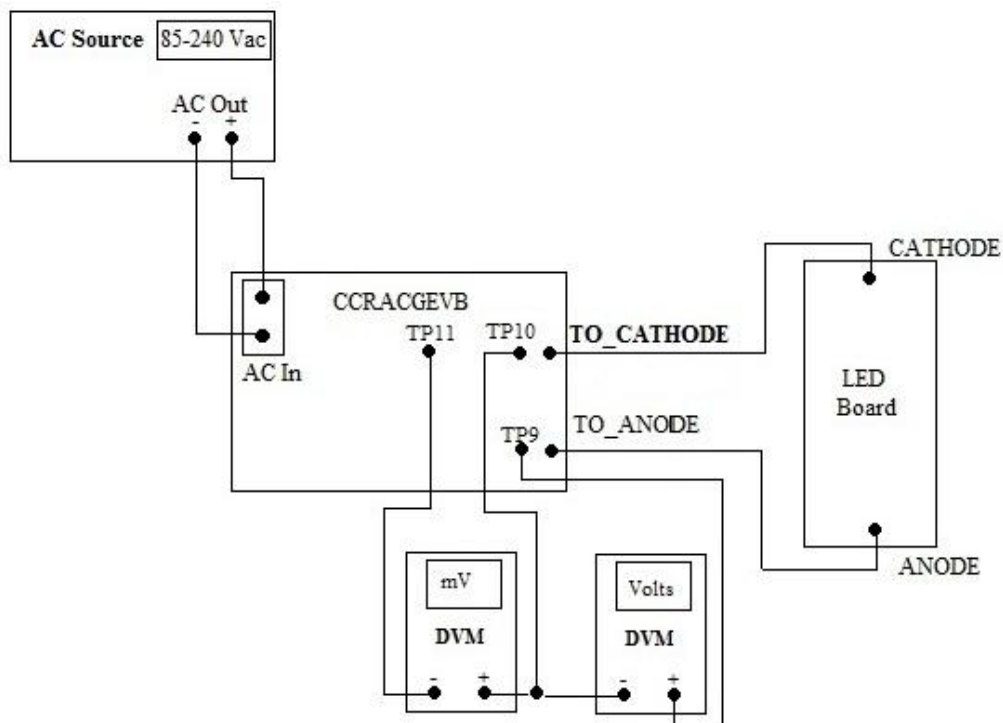 AC Source 85-240 Vac
AC Out
- +
CATHODE
CCRACGEVB
TP11 TP10 TO_CATHODE
AC In
LED
Board
TP9 TO_ANODE
ANODE
mV Volts
DVM DVM
- + - +